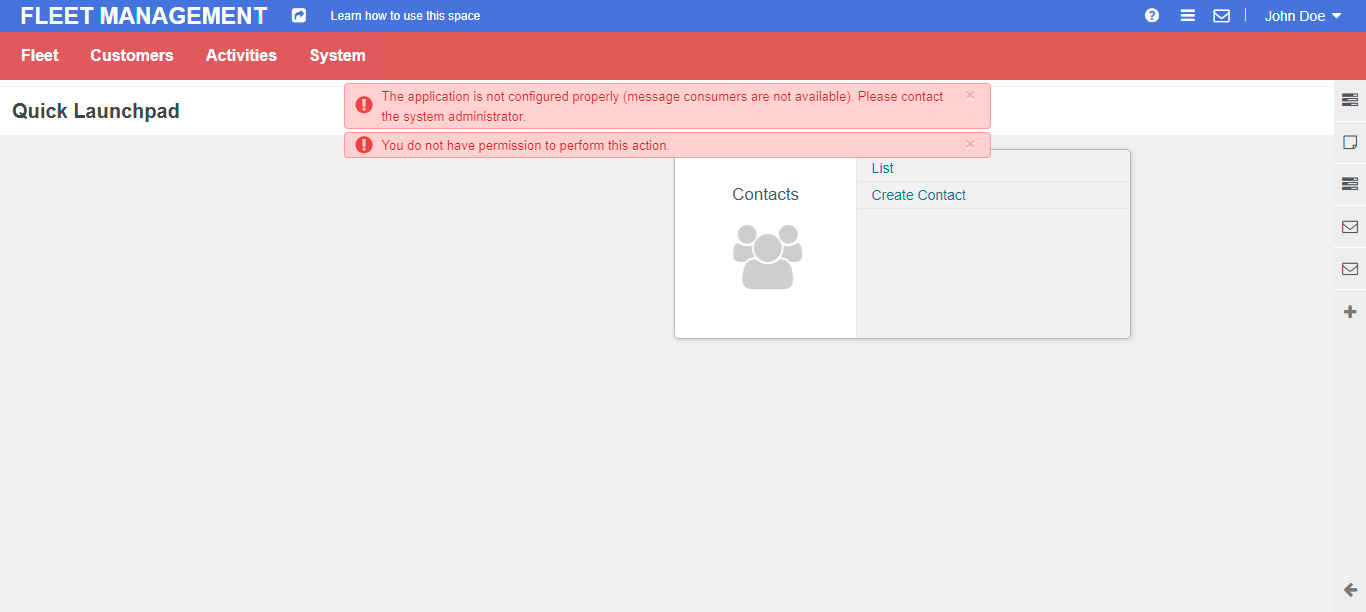 FLEET MANAGEMENT
Learn how to use this space
John Doe
Fleet
Customers
Activities
System
The application is not configured properly (message consumers are not available). Please contact
the system administrator.
You do not have permission to perform this action.
Quick Launchpad
Contacts
List
Create Contact